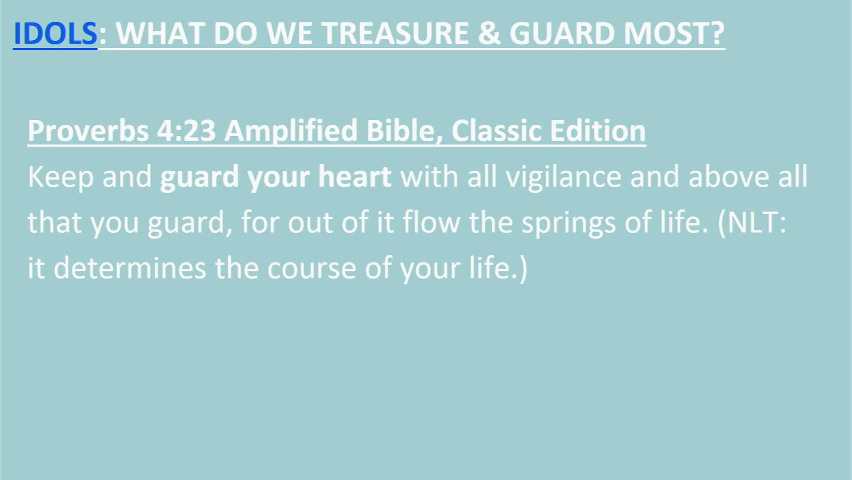 IDOLS: WHAT DO WE TREASURE & GUARD MOST?
Proverbs 4:23 Amplified Bible, Classic Edition
Keep and guard your heart with all vigilance and above all
that you guard, for out of it flow the springs of life. (NLT:
it determines the course of your life.)